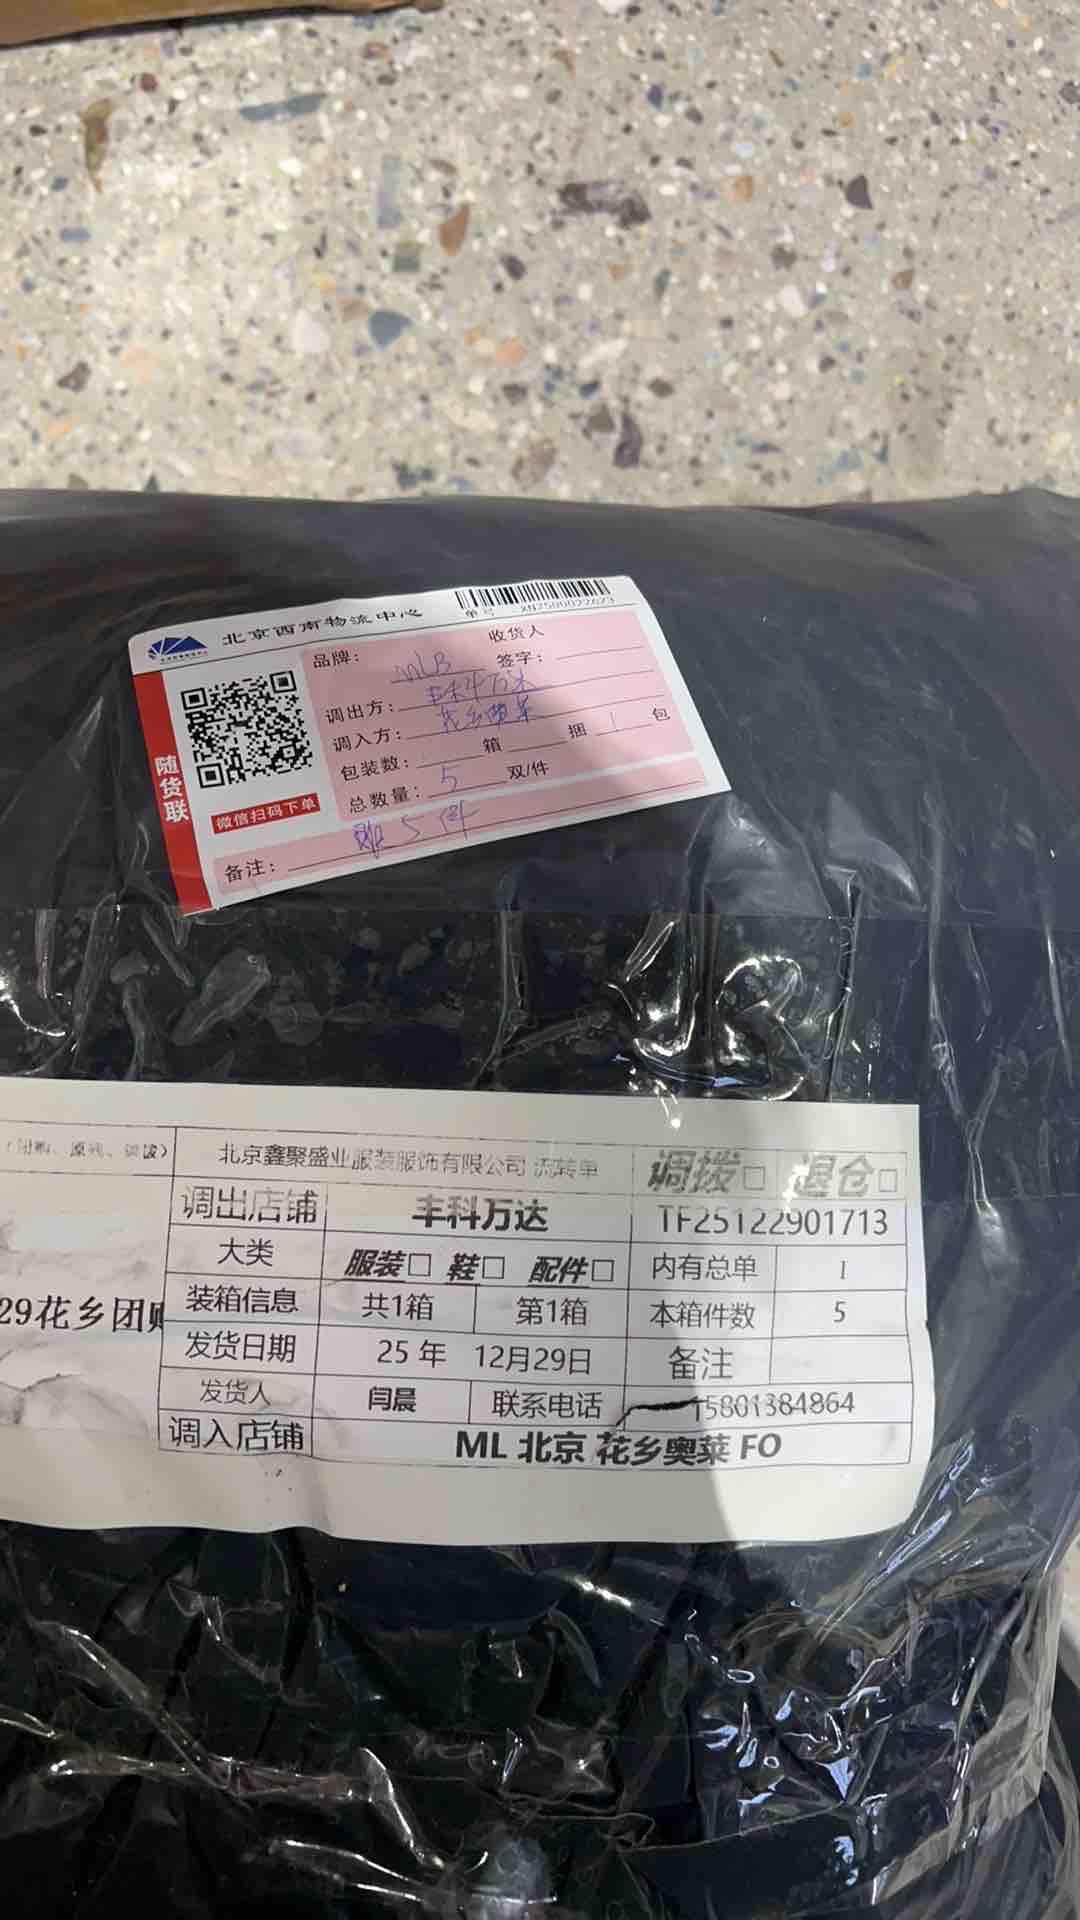 北京西南物流中心
单号 XN7500022623
收货人
品牌: MLB 签字:
调出方: 丰科万达
调入方: 花乡奥莱
包装数: 箱 捆 1 包
总数量: 5 双/件
备注: 5件
随货联
微信扫码下单
北京鑫聚盛业服装服饰有限公司 流转单 调拨□ 退仓□
调出店铺 丰科万达 TF25122901713
大类 服装□ 鞋□ 配件□ 内有总单 1
29花乡团购
装箱信息 共1箱 第1箱 本箱件数 5
发货日期 25 年 12月29日 备注
发货人 闫晨 联系电话 15801384864
调入店铺 ML 北京 花乡奥莱 FO